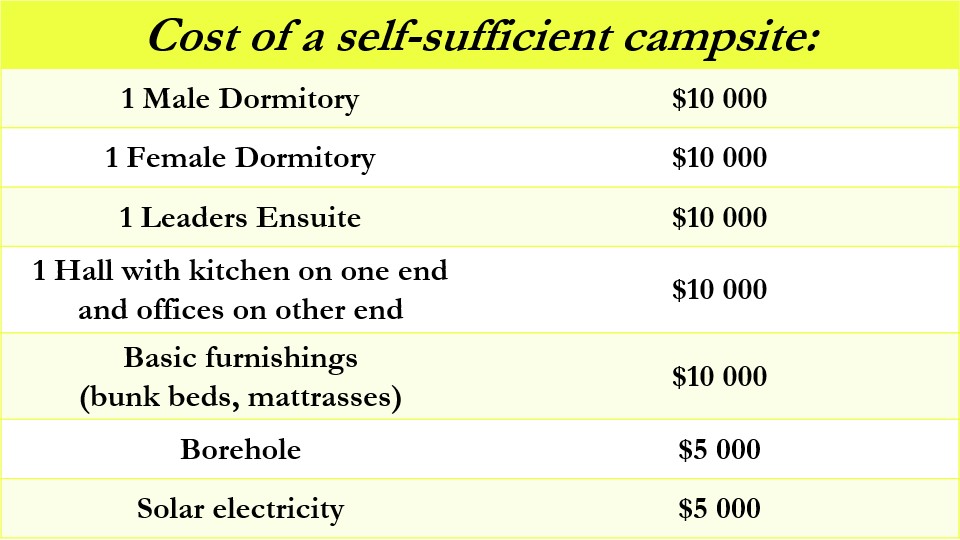 Cost of a self-sufficient campsite:
1 Male Dormitory $10 000
1 Female Dormitory $10 000
1 Leaders Ensuite $10 000
1 Hall with kitchen on one end
and offices on other end
$10 000
Basic furnishings
(bunk beds, mattrasses)
$10 000
Borehole $5 000
Solar electricity $5 000